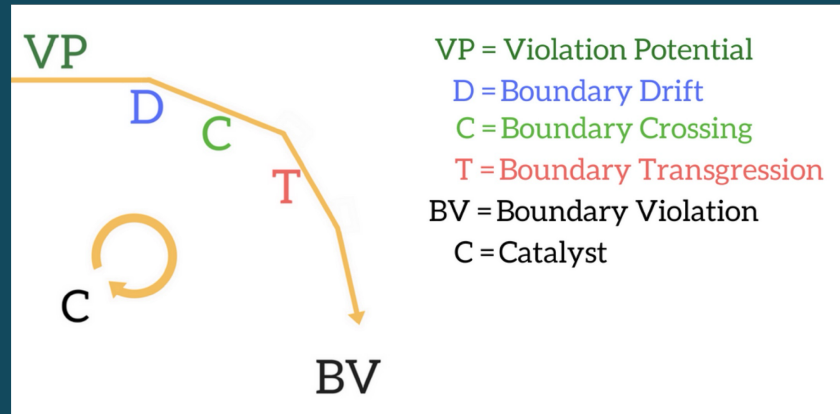 VP
D
C
T
C
BV
VP = Violation Potential
D = Boundary Drift
C = Boundary Crossing
T = Boundary Transgression
BV = Boundary Violation
C = Catalyst